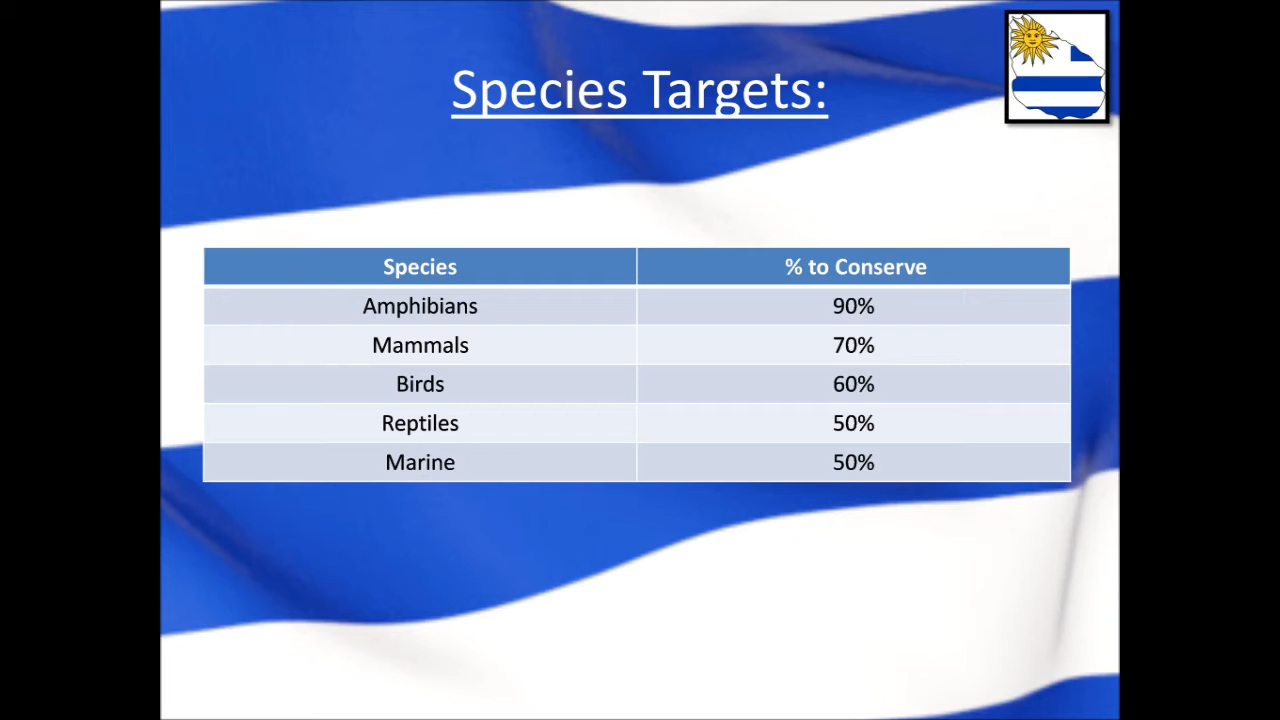 Species Targets:
Species % to Conserve
Amphibians 90%
Mammals 70%
Birds 60%
Reptiles 50%
Marine 50%